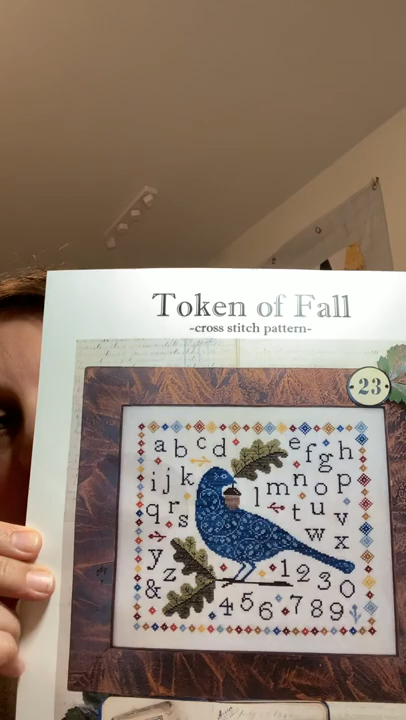 Token of Fall
-cross stitch pattern-
23
a b c d e f g h
i j k l m n o p
q r s t u v
w x
y z & 1 2 3 0
4 5 6 7 8 9